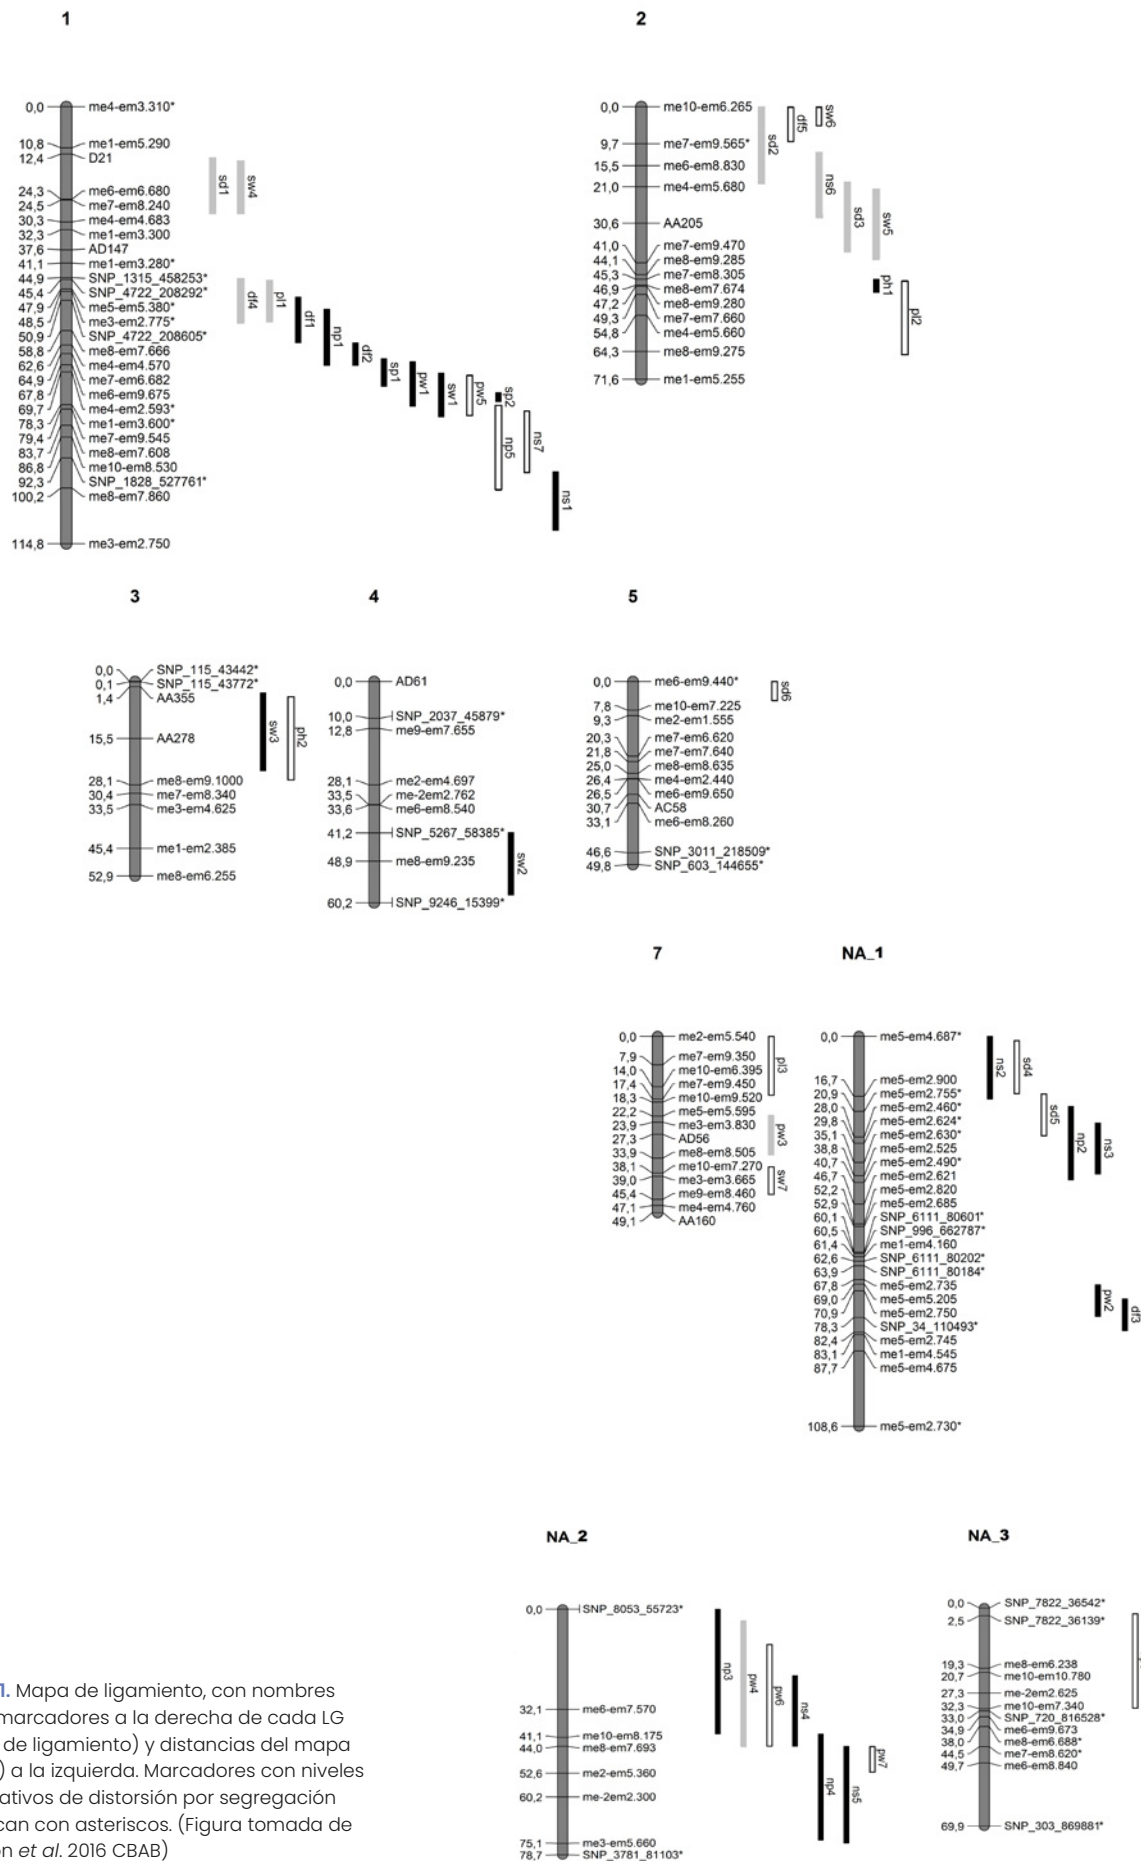 1
2
0,0 me4-em3.310*
10,8 me1-em5.290
12,4 D21
24,3 me6-em6.680
24,5 me7-em8.240
30,3 me4-em4.683
32,3 me1-em3.300
37,6 AD147
41,1 me1-em3.280*
44,9 SNP_1315_458253*
45,4 SNP_4722_208292*
47,9 me5-em5.380*
48,5 me3-em2.775*
50,9 SNP_4722_208605*
58,8 me8-em7.666
62,6 me4-em4.570
64,9 me7-em6.682
67,8 me6-em9.675
69,7 me4-em2.593*
78,3 me1-em3.600*
79,4 me7-em9.545
83,7 me8-em7.608
86,8 me10-em8.530
92,3 SNP_1828_527761*
100,2 me8-em7.860
114,8 me3-em2.750
sd1
sw4
df4
pl1
df1
np1
df2
sp1
pw1
sw1
pw5
sp2
np5
ns7
ns1
0,0 me10-em6.265
9,7 me7-em9.565*
15,5 me6-em8.830
21,0 me4-em5.680
30,6 AA205
41,0 me7-em9.470
44,1 me8-em9.285
45,3 me7-em8.305
46,9 me8-em7.674
47,2 me8-em9.280
49,3 me7-em7.660
54,8 me4-em5.660
64,3 me8-em9.275
71,6 me1-em5.255
sd2
df5
sw6
ns6
sd3
sw5
ph1
pl2
3
4
5
0,0 SNP_115_43442*
0,1 SNP_115_43772*
1,4 AA355
15,5 AA278
28,1 me8-em9.1000
30,4 me7-em8.340
33,5 me3-em4.625
45,4 me1-em2.385
52,9 me8-em6.255
sw3
ph2
0,0 AD61
10,0 SNP_2037_45879*
12,8 me9-em7.655
28,1 me2-em4.697
33,5 me-2em2.762
33,6 me6-em8.540
41,2 SNP_5267_58385*
48,9 me8-em9.235
60,2 SNP_9246_15399*
sw2
0,0 me6-em9.440*
7,8 me10-em7.225
9,3 me2-em1.555
20,3 me7-em6.620
21,8 me7-em7.640
25,0 me8-em8.635
26,4 me4-em2.440
26,5 me6-em9.650
30,7 AC58
33,1 me6-em8.260
46,6 SNP_3011_218509*
49,8 SNP_603_144655*
sd6
7
NA_1
0,0 me2-em5.540
7,9 me7-em9.350
14,0 me10-em6.395
17,4 me7-em9.450
18,3 me10-em9.520
22,2 me5-em5.595
23,9 me3-em3.830
27,3 AD56
33,9 me8-em8.505
38,1 me10-em7.270
39,0 me3-em3.665
45,4 me9-em8.460
47,1 me4-em4.760
49,1 AA160
pl3
pw3
sw7
0,0 me5-em4.687*
16,7 me5-em2.900
20,9 me5-em2.755*
28,0 me5-em2.460*
29,8 me5-em2.624*
35,1 me5-em2.630*
38,8 me5-em2.525
40,7 me5-em2.490*
46,7 me5-em2.621
52,2 me5-em2.820
52,9 me5-em2.685
60,1 SNP_6111_80601*
60,5 SNP_996_662787*
61,4 me1-em4.160
62,6 SNP_6111_80202*
63,9 SNP_6111_80184*
67,8 me5-em2.735
69,0 me5-em5.205
70,9 me5-em2.750
78,3 SNP_34_110493*
82,4 me5-em2.745
83,1 me1-em4.545
87,7 me5-em4.675
108,6 me5-em2.730*
ns2
sd4
sd5
np2
ns3
pw2
df3
NA_2
NA_3
0,0 SNP_8053_55723*
32,1 me6-em7.570
41,1 me10-em8.175
44,0 me8-em7.693
52,6 me2-em5.360
60,2 me-2em2.300
75,1 me3-em5.660
78,7 SNP_3781_81103*
np3
pw4
pw6
ns4
np4
ns5
pw7
0,0 SNP_7822_36542*
2,5 SNP_7822_36139*
19,3 me8-em6.238
20,7 me10-em10.780
27,3 me-2em2.625
32,3 me10-em7.340
33,0 SNP_720_816528*
34,9 me6-em9.673
38,0 me8-em6.688*
44,5 me7-em8.620*
49,7 me6-em8.840
69,9 SNP_303_869881*
1. Mapa de ligamiento, con nombres
marcadores a la derecha de cada LG
de ligamiento) y distancias del mapa
) a la izquierda. Marcadores con niveles
ativos de distorsión por segregación
can con asteriscos. (Figura tomada de
ón et al. 2016 CBAB)